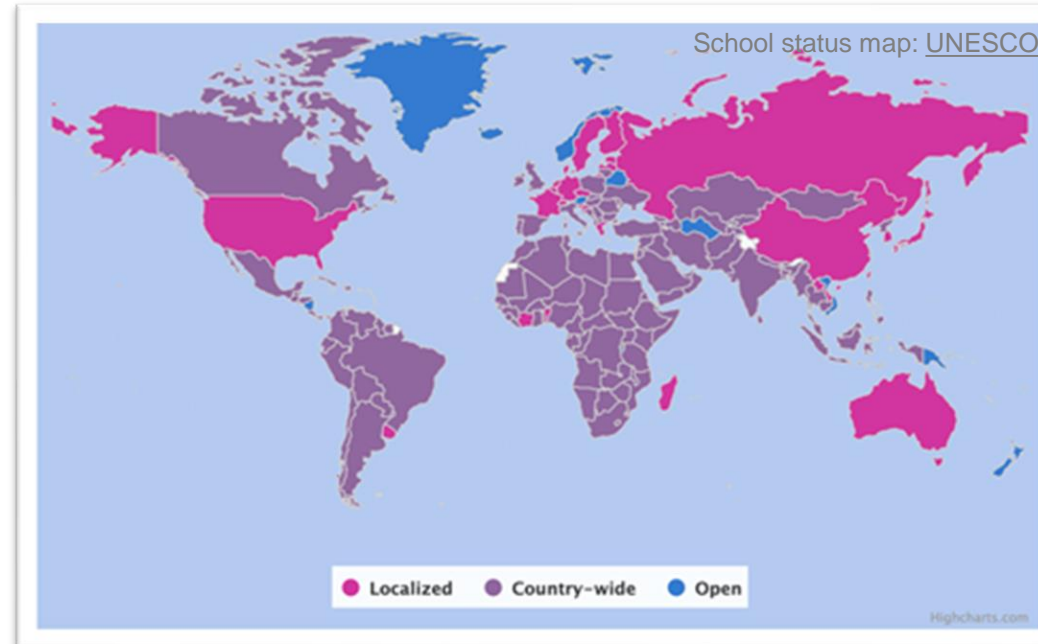 School status map: UNESCO
Localized
Country-wide
Open
Highcharts.com